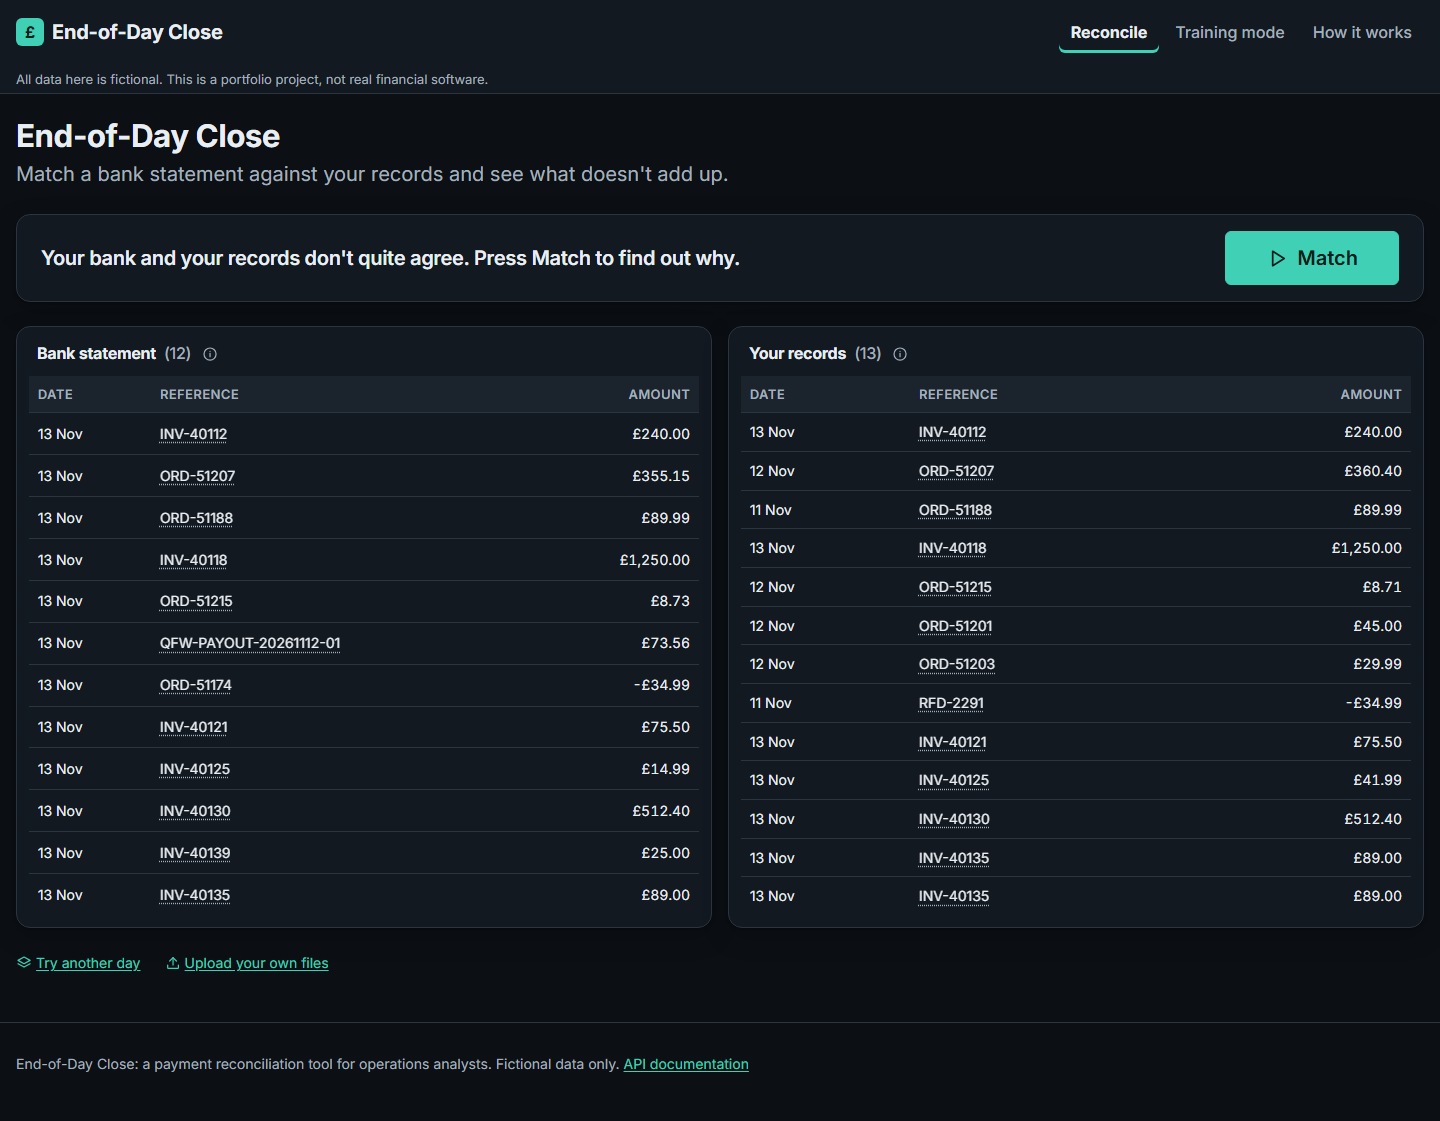 £ End-of-Day Close
Reconcile Training mode How it works
All data here is fictional. This is a portfolio project, not real financial software.
End-of-Day Close
Match a bank statement against your records and see what doesn't add up.
Your bank and your records don't quite agree. Press Match to find out why.
Match
Bank statement (12)
DATE REFERENCE AMOUNT
13 Nov INV-40112 £240.00
13 Nov ORD-51207 £355.15
13 Nov ORD-51188 £89.99
13 Nov INV-40118 £1,250.00
13 Nov ORD-51215 £8.73
13 Nov QFW-PAYOUT-20261112-01 £73.56
13 Nov ORD-51174 -£34.99
13 Nov INV-40121 £75.50
13 Nov INV-40125 £14.99
13 Nov INV-40130 £512.40
13 Nov INV-40139 £25.00
13 Nov INV-40135 £89.00
Your records (13)
DATE REFERENCE AMOUNT
13 Nov INV-40112 £240.00
12 Nov ORD-51207 £360.40
11 Nov ORD-51188 £89.99
13 Nov INV-40118 £1,250.00
12 Nov ORD-51215 £8.71
12 Nov ORD-51201 £45.00
12 Nov ORD-51203 £29.99
11 Nov RFD-2291 -£34.99
13 Nov INV-40121 £75.50
13 Nov INV-40125 £41.99
13 Nov INV-40130 £512.40
13 Nov INV-40135 £89.00
13 Nov INV-40135 £89.00
Try another day Upload your own files
End-of-Day Close: a payment reconciliation tool for operations analysts. Fictional data only. API documentation